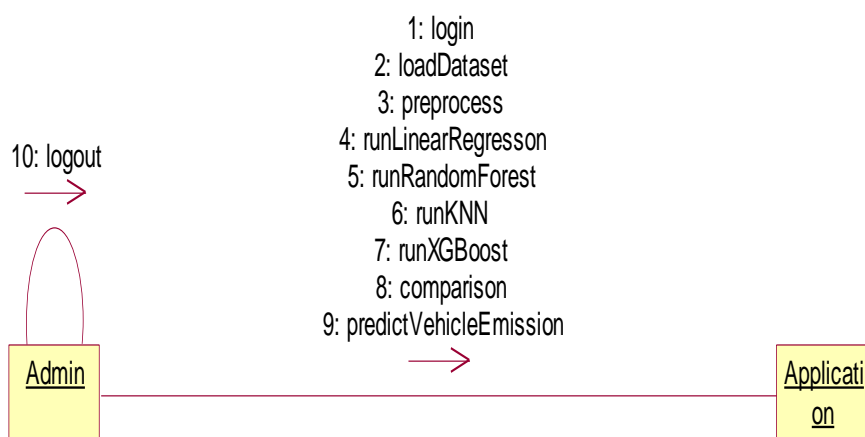 1: login
2: loadDataset
3: preprocess
4: runLinearRegresson
5: runRandomForest
6: runKNN
7: runXGBoost
8: comparison
9: predictVehicleEmission
10: logout
Admin
Applicati
on